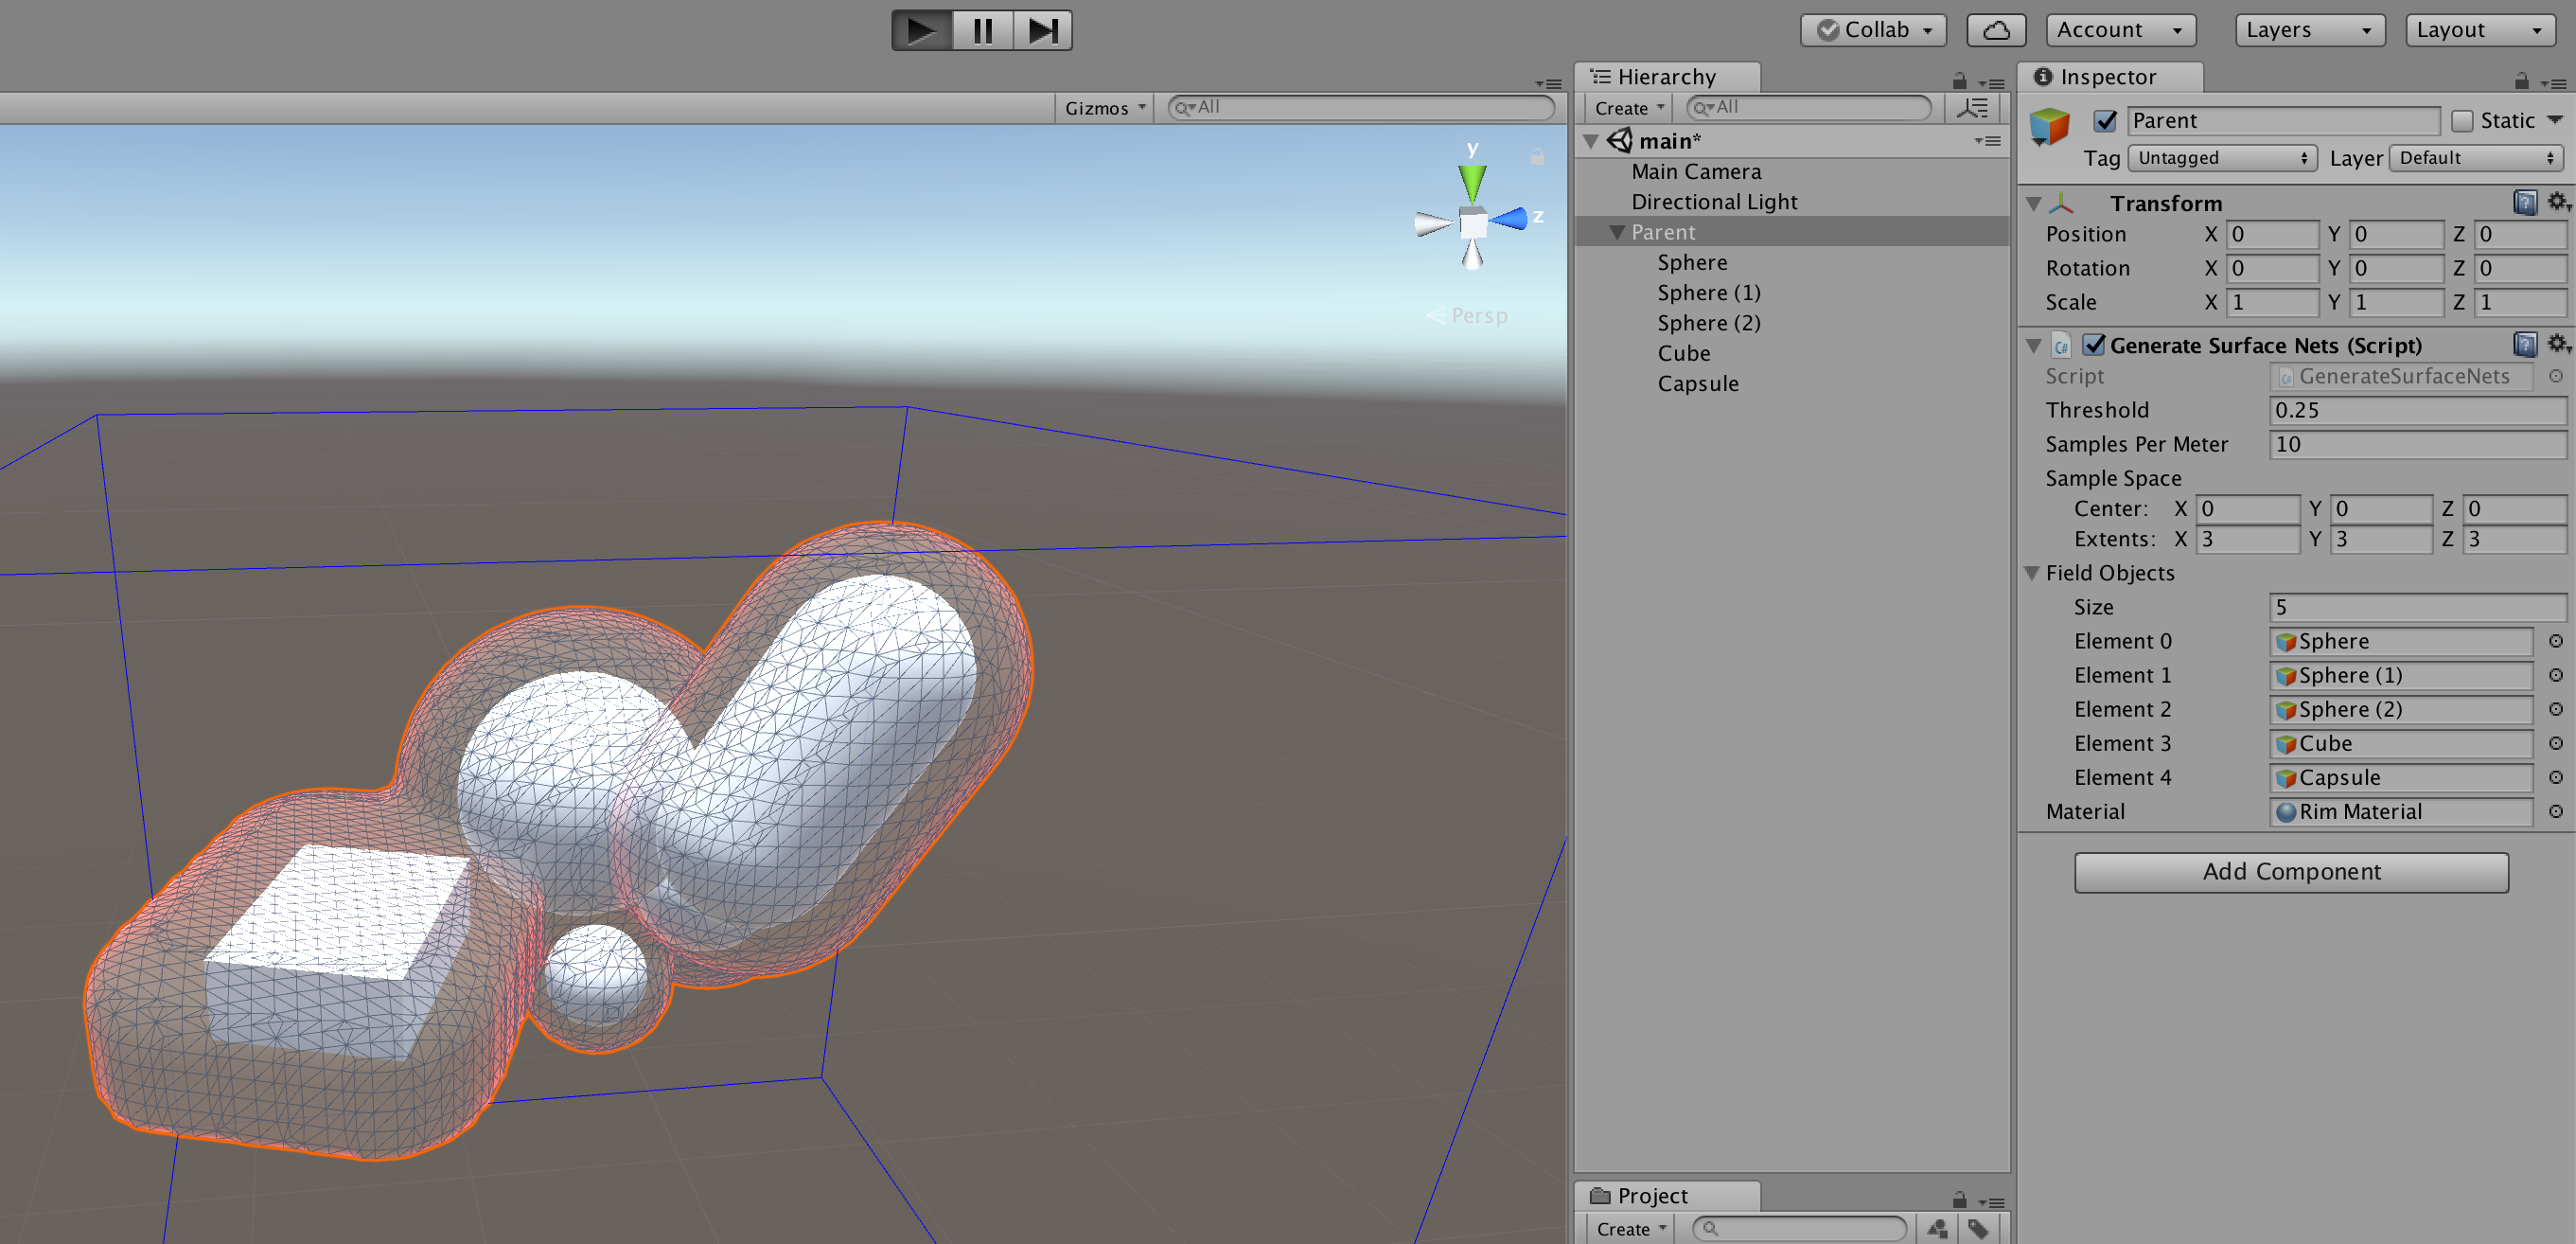 Collab
Account
Layers
Layout
Gizmos
All
y
z
Persp
Hierarchy
Create
All
main*
Main Camera
Directional Light
Parent
Sphere
Sphere (1)
Sphere (2)
Cube
Capsule
Project
Create
Inspector
Parent
Static
Tag Untagged Layer Default
Transform
Position X 0 Y 0 Z 0
Rotation X 0 Y 0 Z 0
Scale X 1 Y 1 Z 1
C# Generate Surface Nets (Script)
Script GenerateSurfaceNets
Threshold 0.25
Samples Per Meter 10
Sample Space
Center: X 0 Y 0 Z 0
Extents: X 3 Y 3 Z 3
Field Objects
Size 5
Element 0 Sphere
Element 1 Sphere (1)
Element 2 Sphere (2)
Element 3 Cube
Element 4 Capsule
Material Rim Material
Add Component